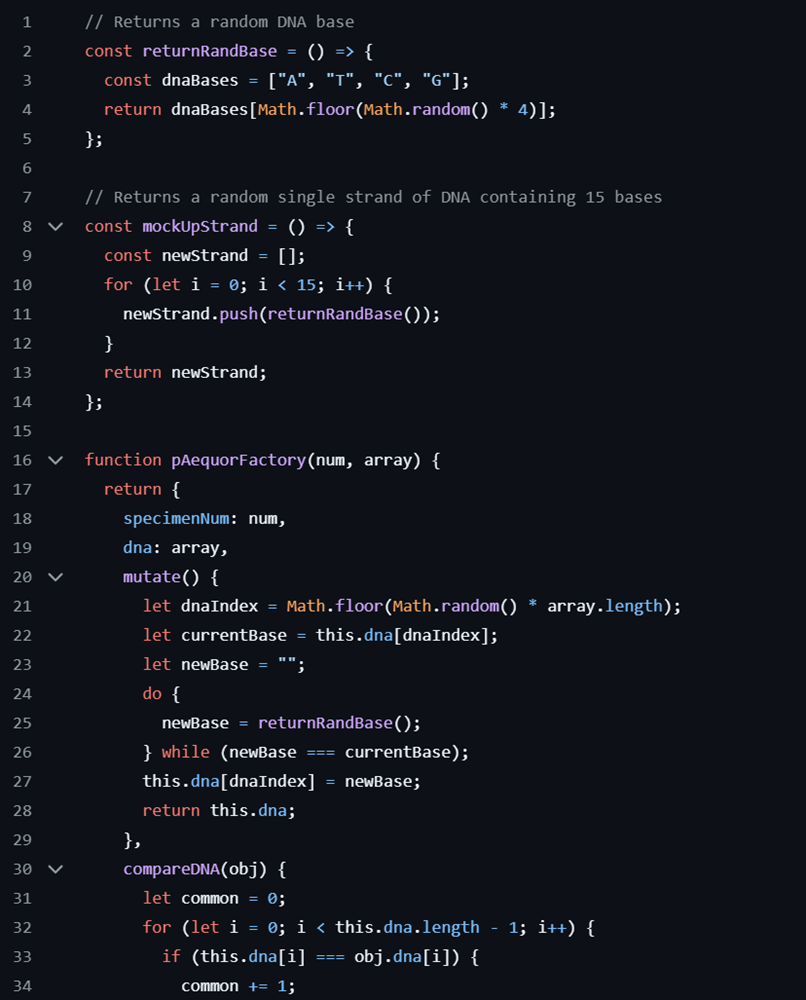 1 // Returns a random DNA base
2 const returnRandBase = () => {
3   const dnaBases = ["A", "T", "C", "G"];
4   return dnaBases[Math.floor(Math.random() * 4)];
5 };
6
7 // Returns a random single strand of DNA containing 15 bases
8 const mockUpStrand = () => {
9   const newStrand = [];
10   for (let i = 0; i < 15; i++) {
11     newStrand.push(returnRandBase());
12   }
13   return newStrand;
14 };
15
16 function pAequorFactory(num, array) {
17   return {
18     specimenNum: num,
19     dna: array,
20     mutate() {
21       let dnaIndex = Math.floor(Math.random() * array.length);
22       let currentBase = this.dna[dnaIndex];
23       let newBase = "";
24       do {
25         newBase = returnRandBase();
26       } while (newBase === currentBase);
27       this.dna[dnaIndex] = newBase;
28       return this.dna;
29     },
30     compareDNA(obj) {
31       let common = 0;
32       for (let i = 0; i < this.dna.length - 1; i++) {
33         if (this.dna[i] === obj.dna[i]) {
34           common += 1;